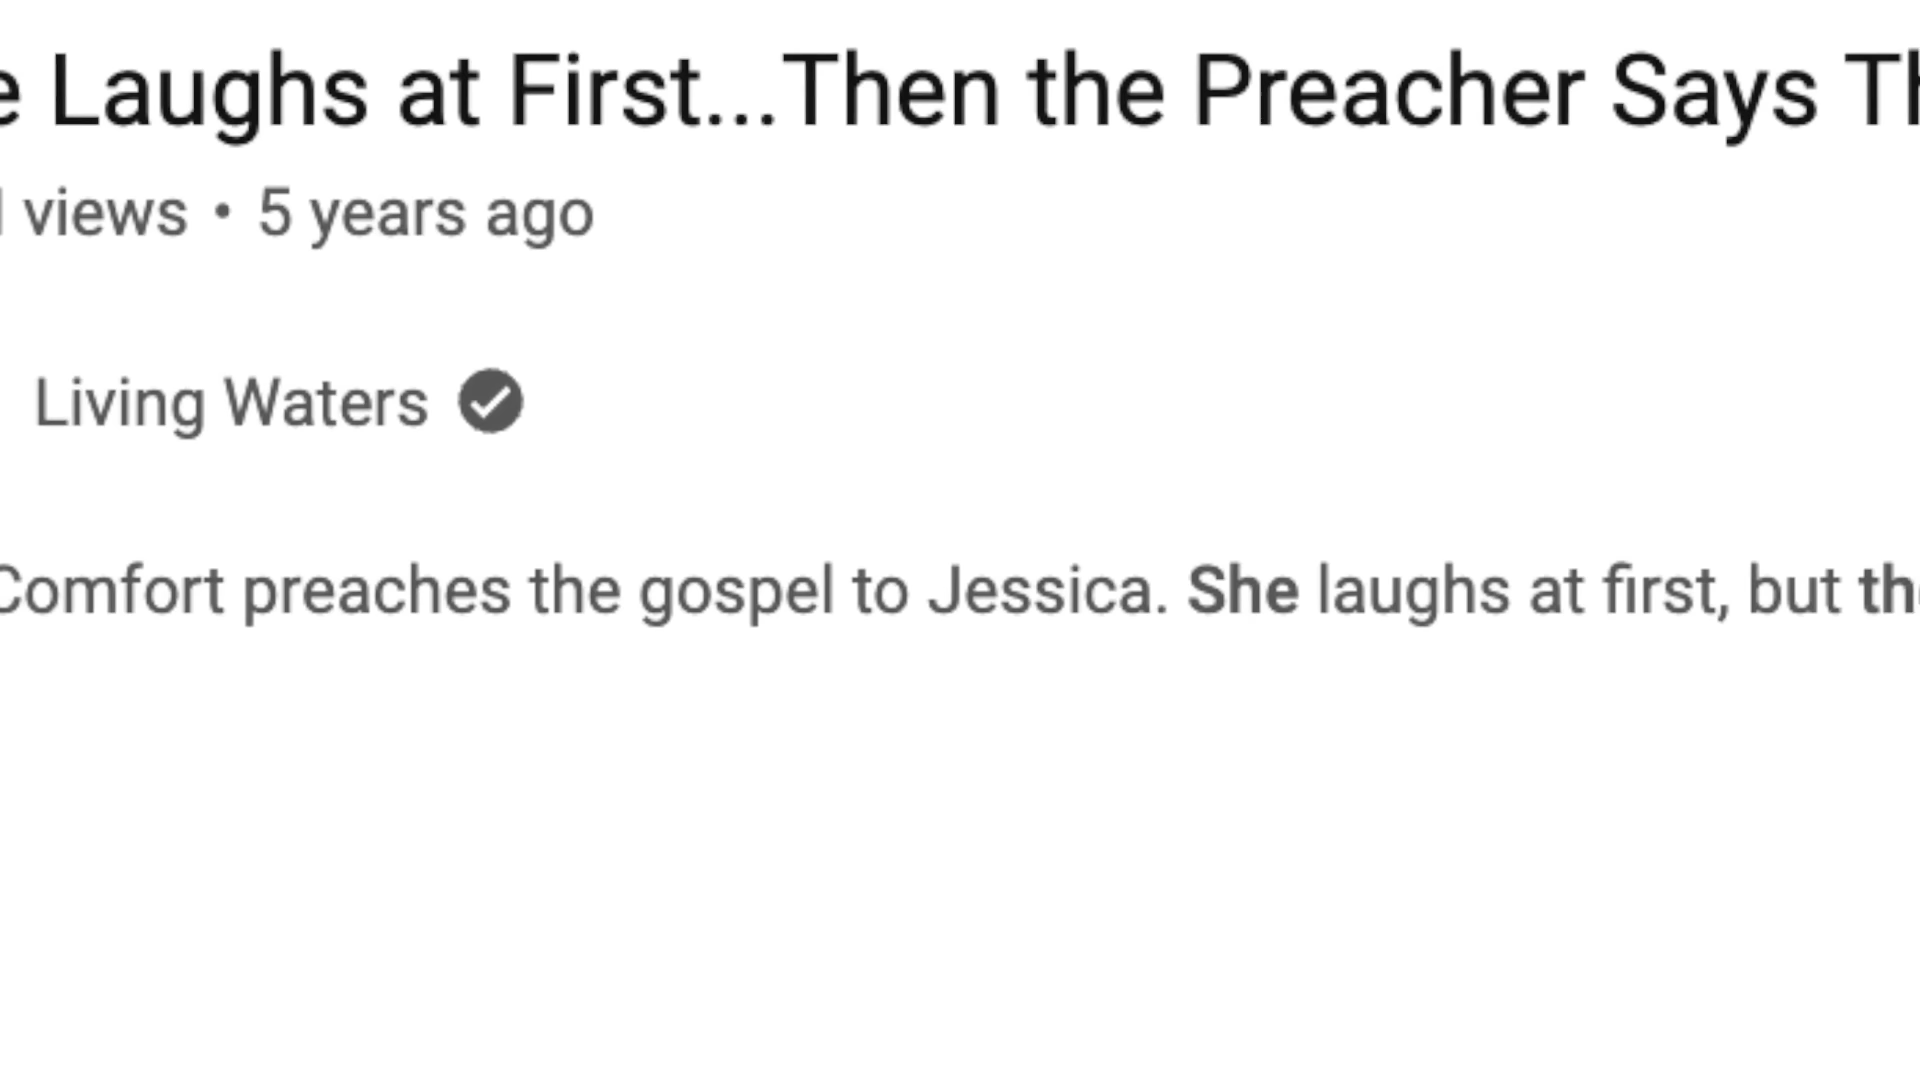 Laughs at First...Then the Preacher Says
views • 5 years ago
Living Waters
Comfort preaches the gospel to Jessica. She laughs at first, but